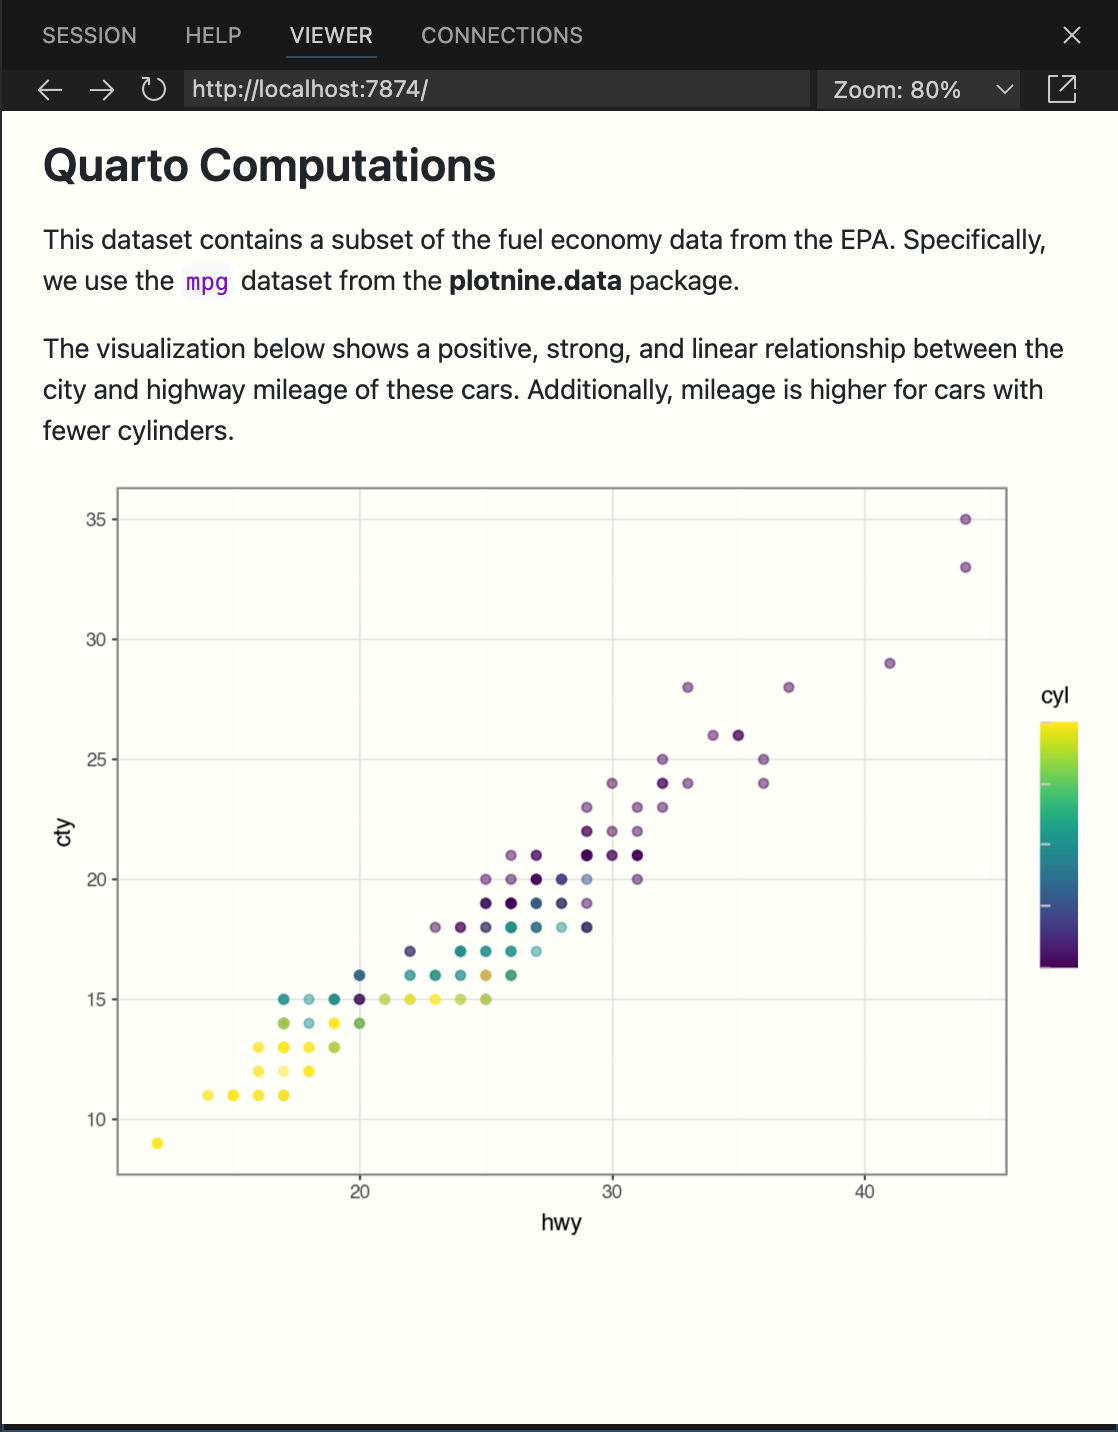 SESSION HELP VIEWER CONNECTIONS
http://localhost:7874/ Zoom: 80%
Quarto Computations
This dataset contains a subset of the fuel economy data from the EPA. Specifically,
we use the mpg dataset from the plotnine.data package.
The visualization below shows a positive, strong, and linear relationship between the
city and highway mileage of these cars. Additionally, mileage is higher for cars with
fewer cylinders.
35
30
25
20
15
10
cty
20 30 40
hwy
cyl